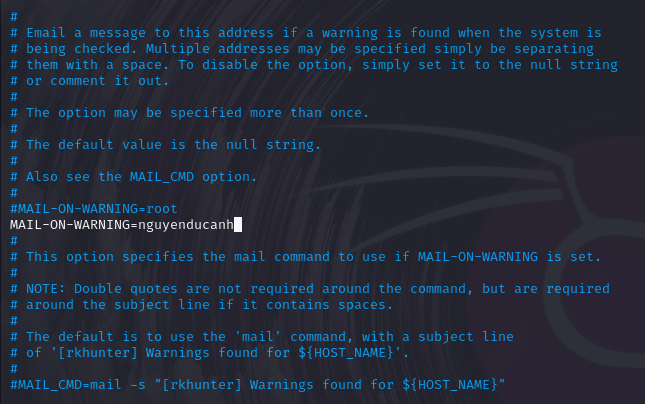 #
# Email a message to this address if a warning is found when the system is
# being checked. Multiple addresses may be specified simply be separating
# them with a space. To disable the option, simply set it to the null string
# or comment it out.
#
# The option may be specified more than once.
#
# The default value is the null string.
#
# Also see the MAIL_CMD option.
#
#MAIL-ON-WARNING=root
MAIL-ON-WARNING=nguyenducanh
#
# This option specifies the mail command to use if MAIL-ON-WARNING is set.
#
# NOTE: Double quotes are not required around the command, but are required
# around the subject line if it contains spaces.
#
# The default is to use the 'mail' command, with a subject line
# of '[rkhunter] Warnings found for ${HOST_NAME}'.
#
#MAIL_CMD=mail -s "[rkhunter] Warnings found for ${HOST_NAME}"